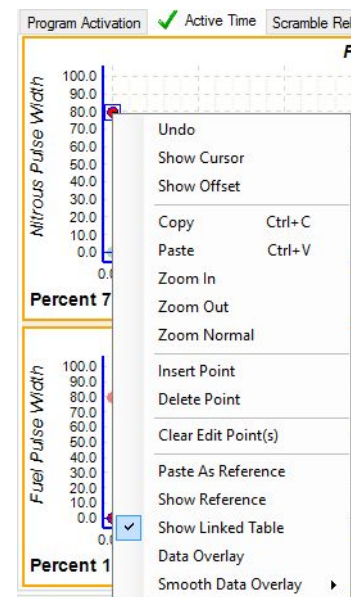 Program Activation
Active Time
Scramble Rel
F
Nitrous Pulse Width
100.0
90.0
80.0
70.0
60.0
50.0
40.0
30.0
20.0
10.0
0.0
0.0
Percent 7
Fuel Pulse Width
100.0
90.0
80.0
70.0
60.0
50.0
40.0
30.0
20.0
10.0
0.0
0.0
Percent 1
Undo
Show Cursor
Show Offset
Copy Ctrl+C
Paste Ctrl+V
Zoom In
Zoom Out
Zoom Normal
Insert Point
Delete Point
Clear Edit Point(s)
Paste As Reference
Show Reference
Show Linked Table
Data Overlay
Smooth Data Overlay